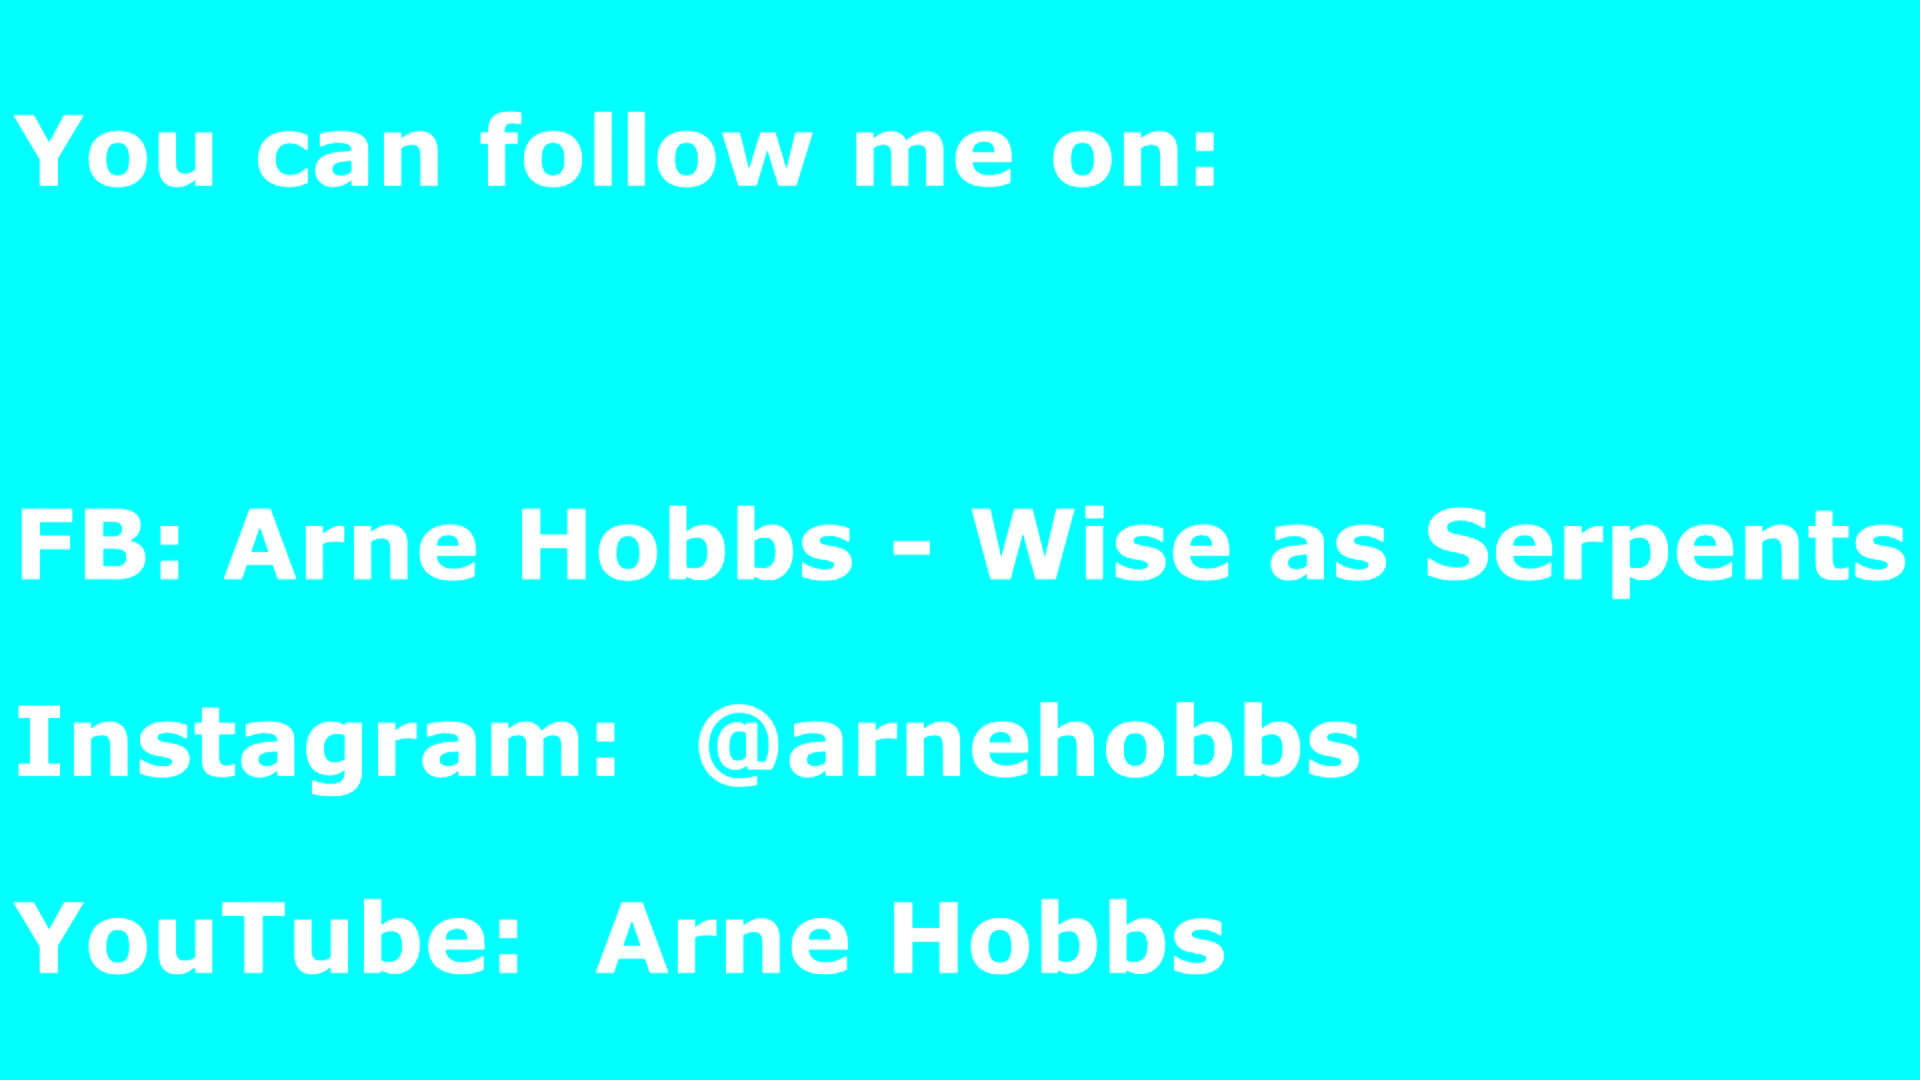 You can follow me on:
FB: Arne Hobbs - Wise as Serpents
Instagram:  @arnehobbs
YouTube:  Arne Hobbs